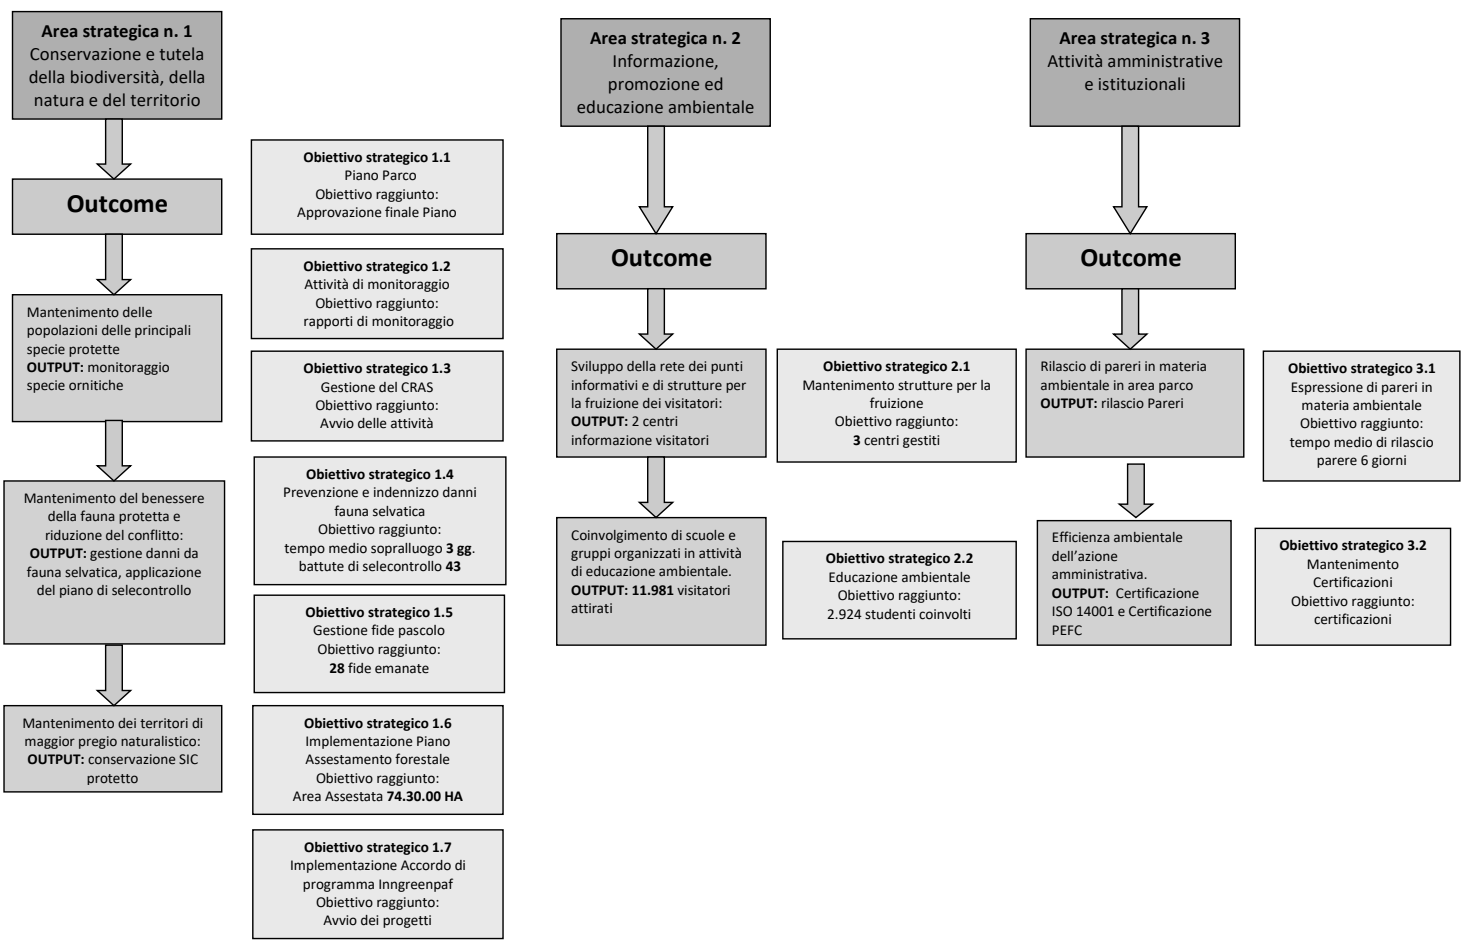 Area strategica n. 1
Conservazione e tutela
della biodiversità, della
natura e del territorio
Outcome
Mantenimento delle
popolazioni delle principali
specie protette
OUTPUT: monitoraggio
specie ornitiche
Mantenimento del benessere
della fauna protetta e
riduzione del conflitto:
OUTPUT: gestione danni da
fauna selvatica, applicazione
del piano di selecontrollo
Mantenimento dei territori di
maggior pregio naturalistico:
OUTPUT: conservazione SIC
protetto
Obiettivo strategico 1.1
Piano Parco
Obiettivo raggiunto:
Approvazione finale Piano
Obiettivo strategico 1.2
Attività di monitoraggio
Obiettivo raggiunto:
rapporti di monitoraggio
Obiettivo strategico 1.3
Gestione del CRAS
Obiettivo raggiunto:
Avvio delle attività
Obiettivo strategico 1.4
Prevenzione e indennizzo danni
fauna selvatica
Obiettivo raggiunto:
tempo medio sopralluogo 3 gg.
battute di selecontrollo 43
Obiettivo strategico 1.5
Gestione fide pascolo
Obiettivo raggiunto:
28 fide emanate
Obiettivo strategico 1.6
Implementazione Piano
Assestamento forestale
Obiettivo raggiunto:
Area Assestata 74.30.00 HA
Obiettivo strategico 1.7
Implementazione Accordo di
programma Inngreenpaf
Obiettivo raggiunto:
Avvio dei progetti
Area strategica n. 2
Informazione,
promozione ed
educazione ambientale
Outcome
Sviluppo della rete dei punti
informativi e di strutture per
la fruizione dei visitatori:
OUTPUT: 2 centri
informazione visitatori
Coinvolgimento di scuole e
gruppi organizzati in attività
di educazione ambientale.
OUTPUT: 11.981 visitatori
attirati
Obiettivo strategico 2.1
Mantenimento strutture per la
fruizione
Obiettivo raggiunto:
3 centri gestiti
Obiettivo strategico 2.2
Educazione ambientale
Obiettivo raggiunto:
2.924 studenti coinvolti
Area strategica n. 3
Attività amministrative
e istituzionali
Outcome
Rilascio di pareri in materia
ambientale in area parco
OUTPUT: rilascio Pareri
Efficienza ambientale
dell’azione
amministrativa.
OUTPUT: Certificazione
ISO 14001 e Certificazione
PEFC
Obiettivo strategico 3.1
Espressione di pareri in
materia ambientale
Obiettivo raggiunto:
tempo medio di rilascio
parere 6 giorni
Obiettivo strategico 3.2
Mantenimento
Certificazioni
Obiettivo raggiunto:
certificazioni